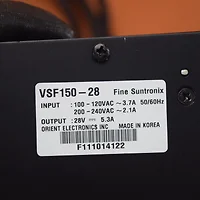 VSF150-28 Fine Suntronix
INPUT : 100-120VAC ~ 3.7A 50/60Hz
200-240VAC ~ 2.1A
OUTPUT : 28V ⎓ 5.3A
ORIENT ELECTRONICS INC MADE IN KOREA
F111014122